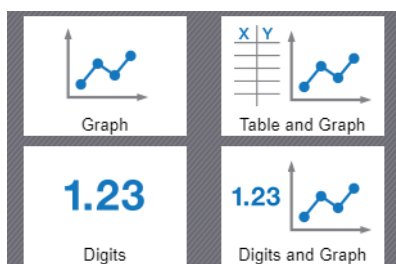 X Y
Graph
Table and Graph
1.23
1.23
Digits
Digits and Graph